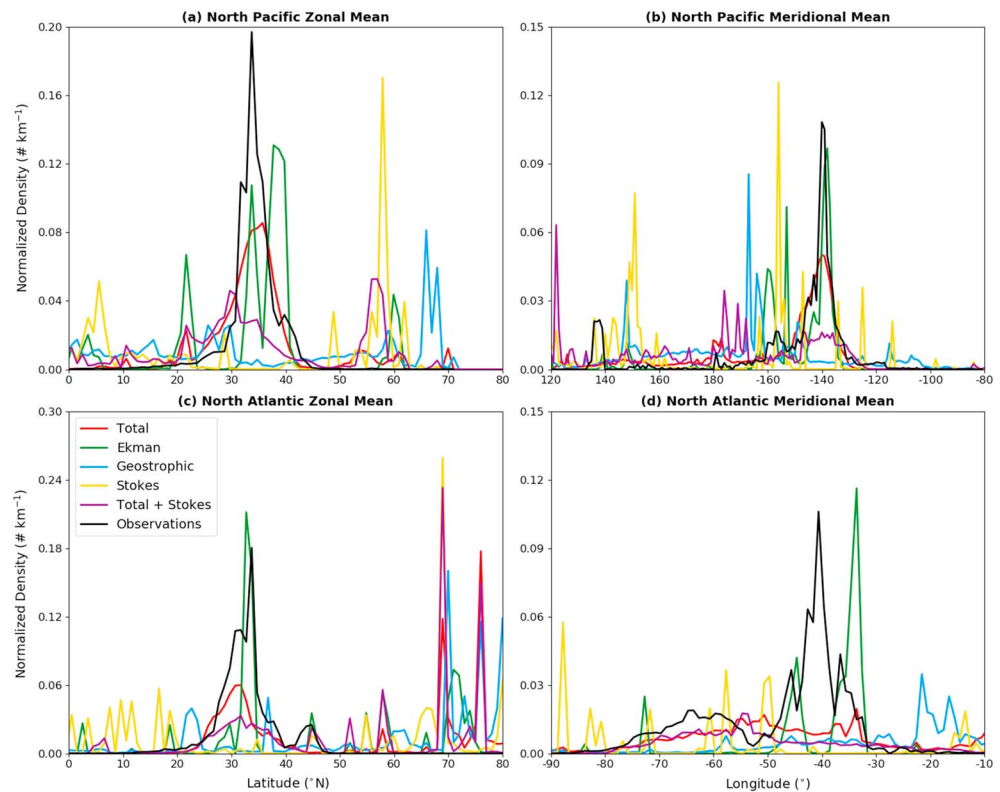 (a) North Pacific Zonal Mean
(b) North Pacific Meridional Mean
Normalized Density (# km⁻¹)
0.20
0.16
0.12
0.08
0.04
0.00
0 10 20 30 40 50 60 70 80
0.15
0.12
0.09
0.06
0.03
0.00
120 140 160 180 -160 -140 -120 -100 -80
(c) North Atlantic Zonal Mean
(d) North Atlantic Meridional Mean
Normalized Density (# km⁻¹)
0.30
0.24
0.18
0.12
0.06
0.00
Total
Ekman
Geostrophic
Stokes
Total + Stokes
Observations
0 10 20 30 40 50 60 70 80
Latitude (°N)
0.15
0.12
0.09
0.06
0.03
0.00
-90 -80 -70 -60 -50 -40 -30 -20 -10
Longitude (°)